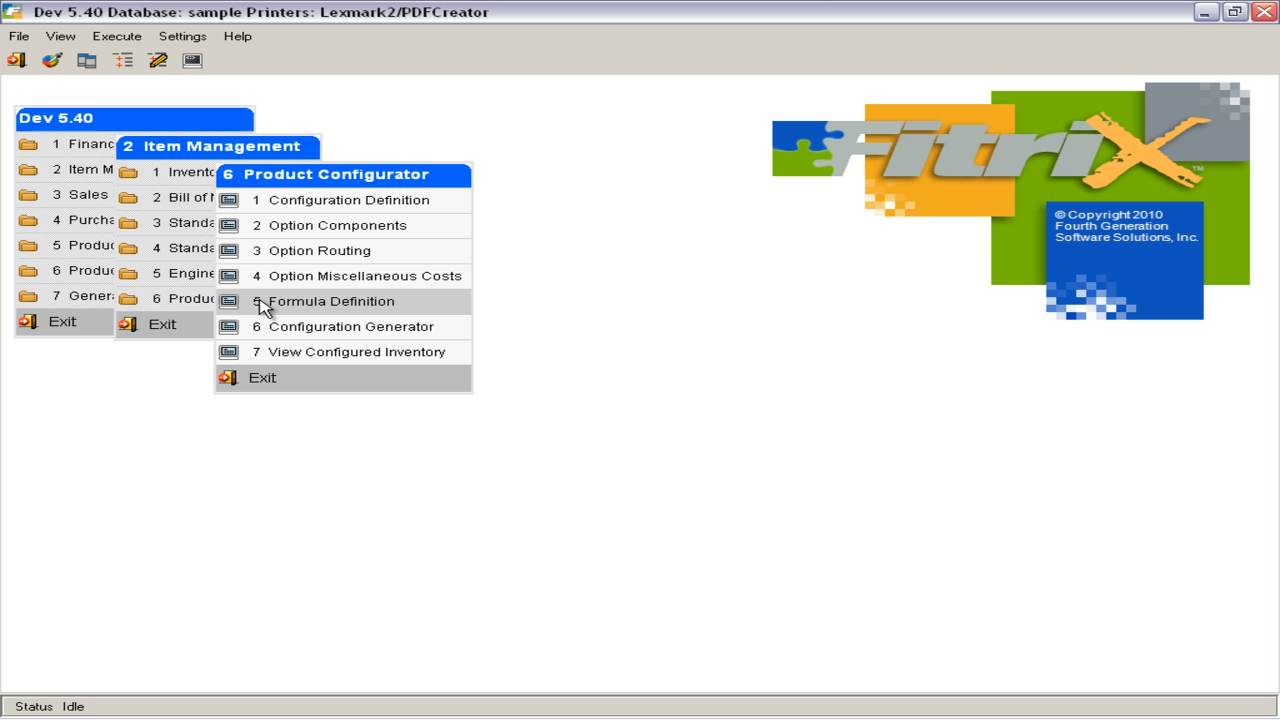 Dev 5.40 Database: sample Printers: Lexmark2/PDFCreator
File View Execute Settings Help
Dev 5.40
1 Financ
2 Item M
3 Sales
4 Purcha
5 Produc
6 Produc
7 Gener
Exit
2 Item Management
1 Invento
2 Bill of M
3 Standa
4 Standa
5 Engine
6 Produc
Exit
6 Product Configurator
1 Configuration Definition
2 Option Components
3 Option Routing
4 Option Miscellaneous Costs
5 Formula Definition
6 Configuration Generator
7 View Configured Inventory
Exit
Fitrix™
© Copyright 2010
Fourth Generation
Software Solutions, Inc.
Status Idle